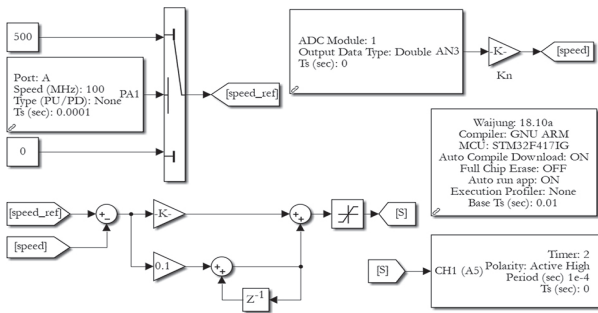 500
Port: A
Speed (MHz): 100
Type (PU/PD): None
Ts (sec): 0.0001
PA1
0
[speed_ref]
ADC Module: 1
Output Data Type: Double
Ts (sec): 0
AN3
-K-
Kn
[speed]
Waijung: 18.10a
Compiler: GNU ARM
MCU: STM32F417IG
Auto Compile Download: ON
Full Chip Erase: OFF
Auto run app: ON
Execution Profiler: None
Base Ts (sec): 0.01
[speed_ref]
[speed]
+
−
-K-
0.1
+
+
+
+
Z-1
[S]
[S]
CH1 (A5)
Timer: 2
Polarity: Active High
Period (sec) 1e-4
Ts (sec): 0